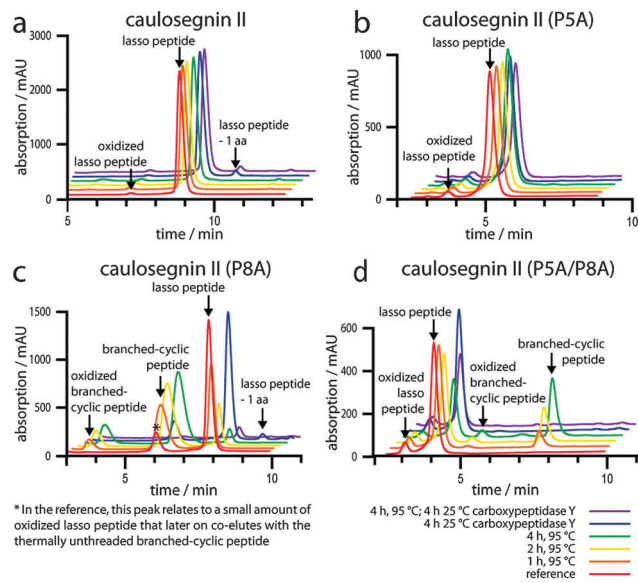 a
caulosegnin II
absorption / mAU
3000
2000
1000
0
lasso peptide
oxidized
lasso peptide
lasso peptide
- 1 aa
5
10
time / min
b
caulosegnin II (P5A)
absorption / mAU
1000
500
0
lasso peptide
oxidized
lasso peptide
5
10
time / min
c
caulosegnin II (P8A)
absorption / mAU
1500
1000
500
0
lasso peptide
branched-cyclic
peptide
oxidized
branched-
cyclic peptide
lasso peptide
- 1 aa
*
5
10
time / min
* In the reference, this peak relates to a small amount of
oxidized lasso peptide that later on co-elutes with the
thermally unthreaded branched-cyclic peptide
d
caulosegnin II (P5A/P8A)
absorption / mAU
600
400
200
0
lasso peptide
branched-cyclic
peptide
oxidized
lasso
peptide
oxidized
branched-
cyclic peptide
5
10
time / min
4 h, 95 °C; 4 h 25 °C carboxypeptidase Y
4 h 25 °C carboxypeptidase Y
4 h, 95 °C
2 h, 95 °C
1 h, 95 °C
reference